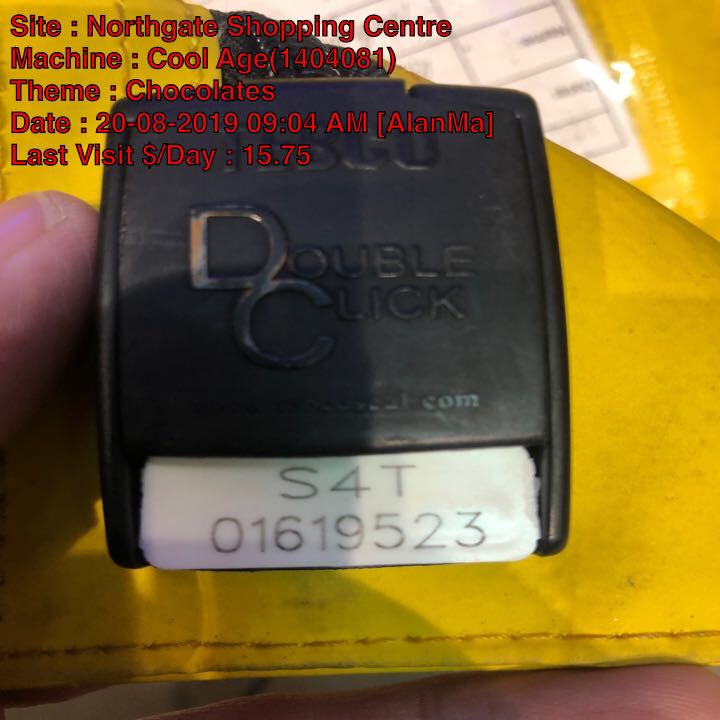 Site : Northgate Shopping Centre
Machine : Cool Age(1404081)
Theme : Chocolates
Date : 20-08-2019 09:04 AM [AlanMa]
Last Visit $/Day : 15.75
DOUBLE
CLICK
.com
S4T
01619523